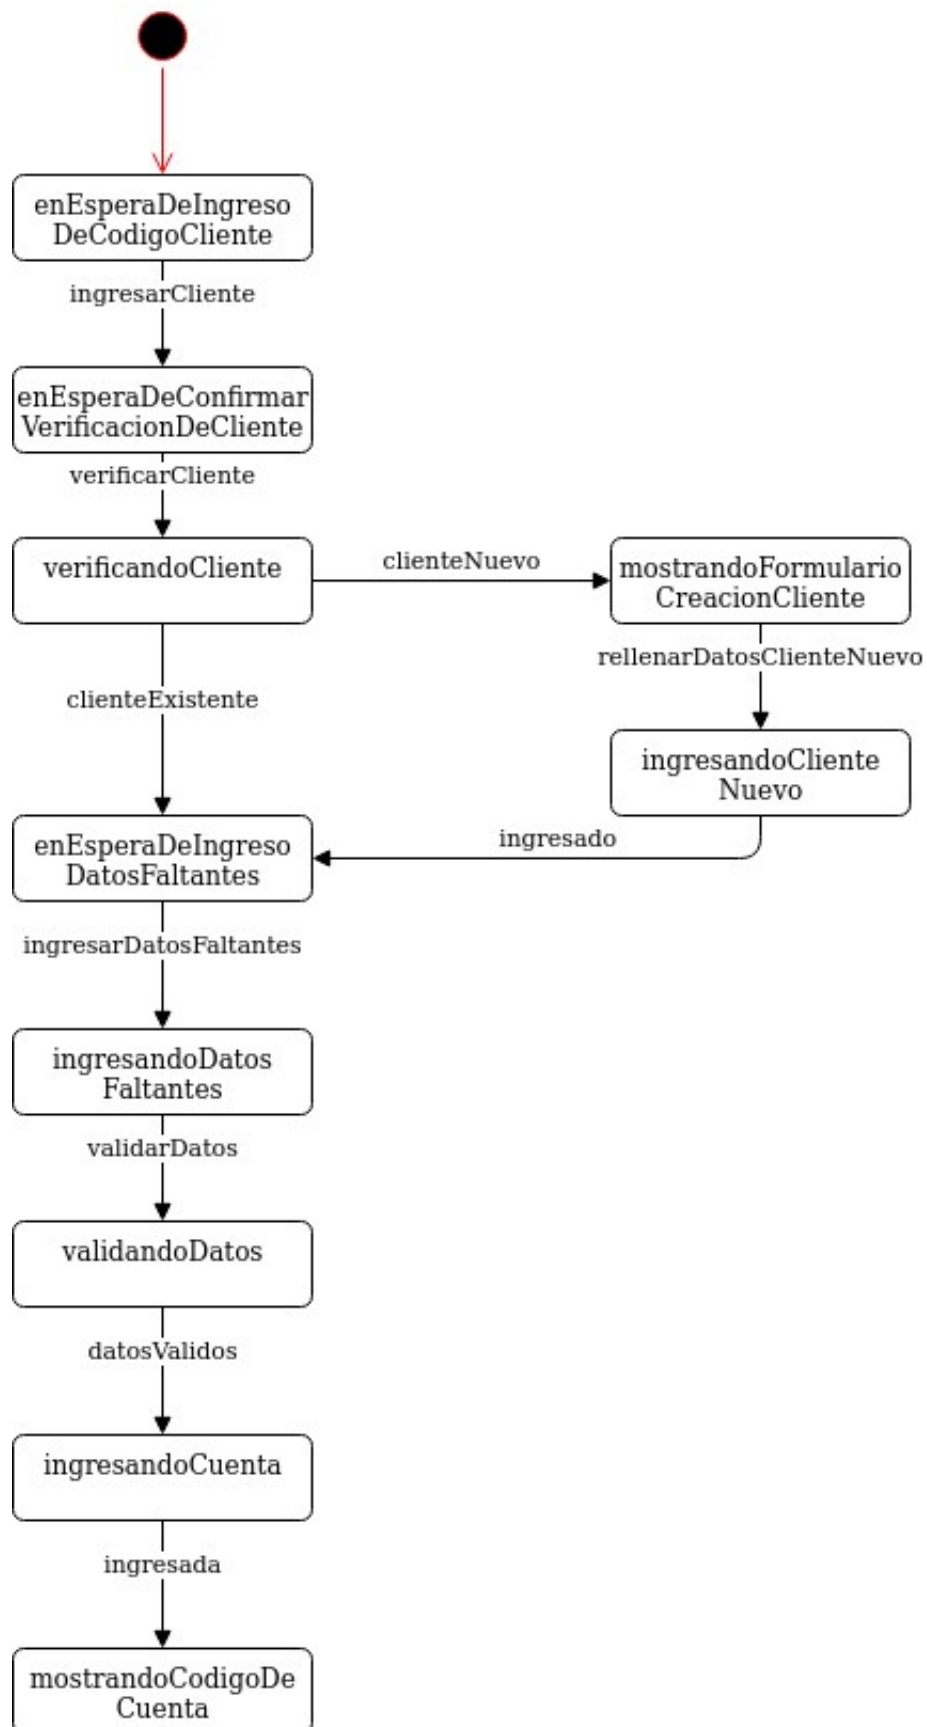 enEsperaDeIngreso
DeCodigoCliente
ingresarCliente
enEsperaDeConfirmar
VerificacionDeCliente
verificarCliente
verificandoCliente
clienteNuevo
mostrandoFormulario
CreacionCliente
rellenarDatosClienteNuevo
clienteExistente
ingresandoCliente
Nuevo
ingresado
enEsperaDeIngreso
DatosFaltantes
ingresarDatosFaltantes
ingresandoDatos
Faltantes
validarDatos
validandoDatos
datosValidos
ingresandoCuenta
ingresada
mostrandoCodigoDe
Cuenta